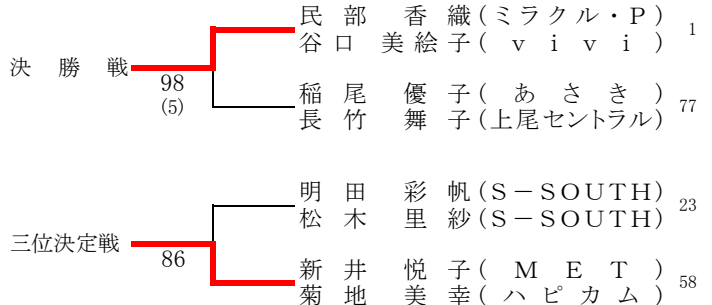 民部 香織(ミラクル・P)
谷口 美絵子(vivi) 1
決勝戦
98
(5)
稲尾 優子(あさき)
長竹 舞子(上尾セントラル) 77
明田 彩帆(S-SOUTH)
松木 里紗(S-SOUTH) 23
三位決定戦
86
新井 悦子(MET)
菊地 美幸(ハピカム) 58